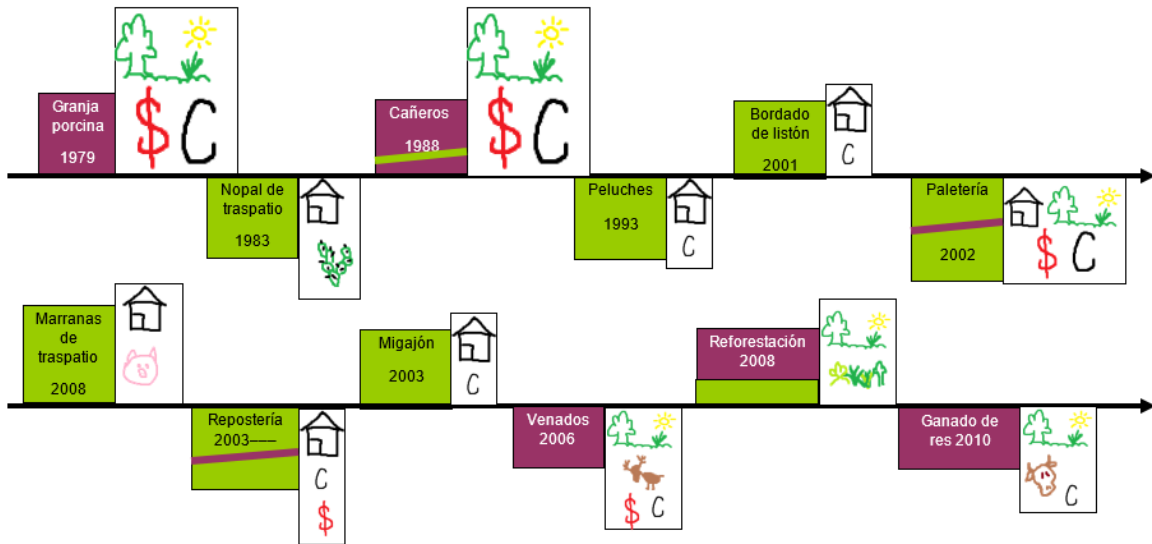 Granja
porcina
1979
$ C
Nopal de
traspatio
1983
Cañeros
1988
$ C
Peluches
1993
C
Bordado
de listón
2001
C
Paletería
2002
$ C
Marranas
de
traspatio
2008
Repostería
2003–––
C
$
Migajón
2003
C
Venados
2006
$ C
Reforestación
2008
Ganado de
res 2010
C